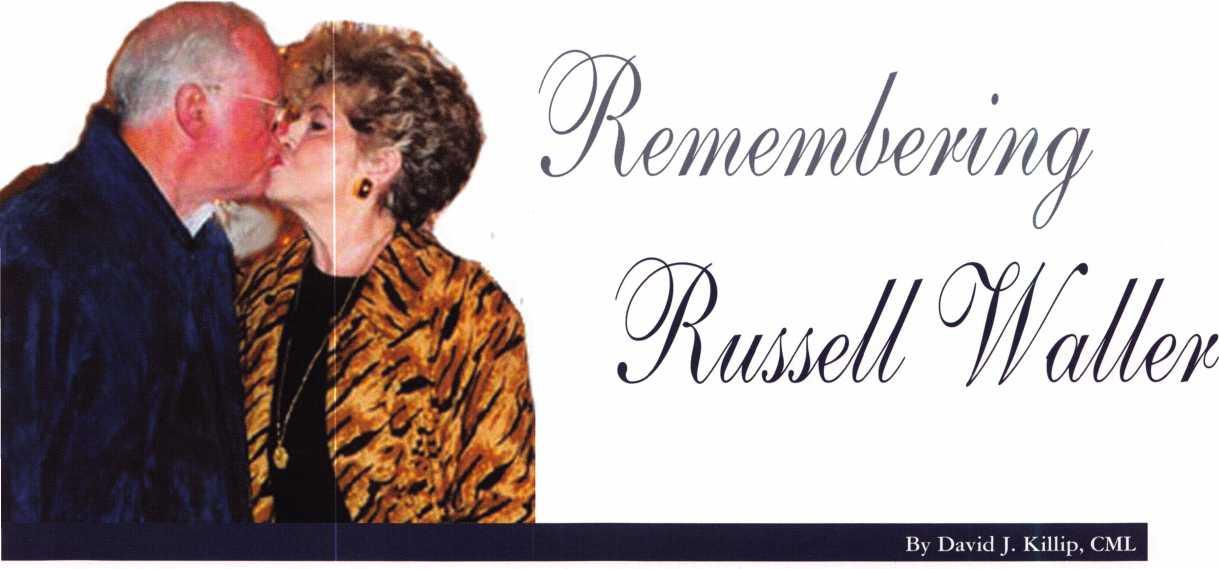 Remembering
Russell Waller
By David J. Killip, CML